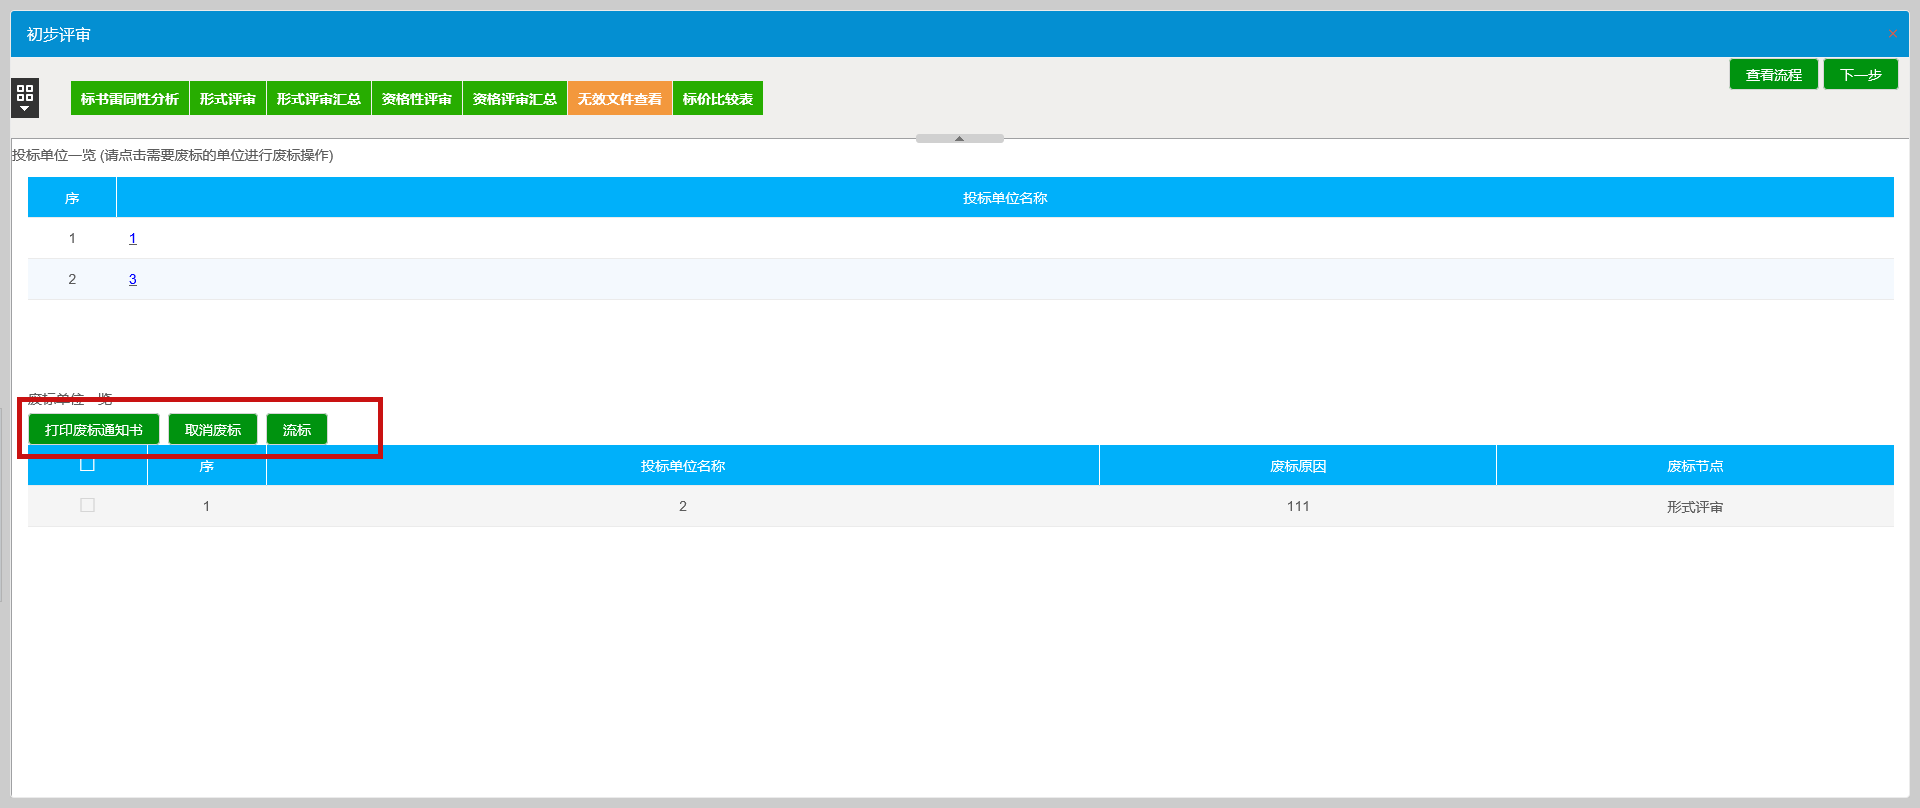 初步评审
查看流程 下一步
标书雷同性分析 形式评审 形式评审汇总 资格性评审 资格评审汇总 无效文件查看 标价比较表
投标单位一览 (请点击需要废标的单位进行废标操作)
序 投标单位名称
1 1
2 3
废标单位一览
打印废标通知书 取消废标 流标
序 投标单位名称 废标原因 废标节点
1 2 111 形式评审